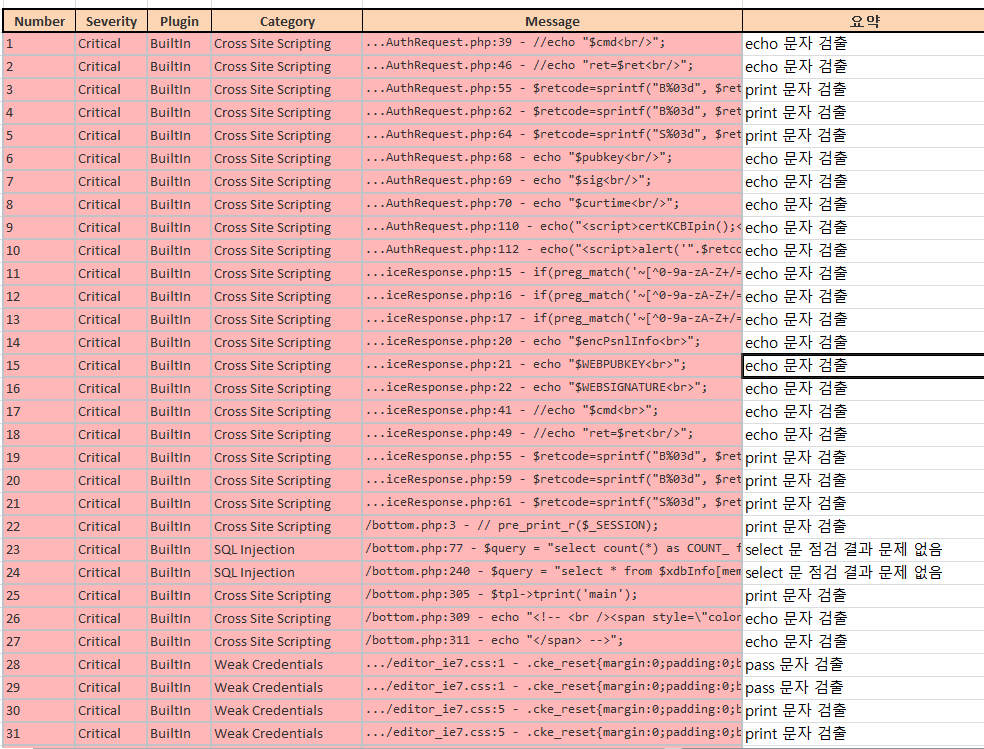 Number Severity Plugin Category Message 요약
1 Critical BuiltIn Cross Site Scripting ...AuthRequest.php:39 - //echo "$cmd<br/>"; echo 문자 검출
2 Critical BuiltIn Cross Site Scripting ...AuthRequest.php:46 - //echo "ret=$ret<br/>"; echo 문자 검출
3 Critical BuiltIn Cross Site Scripting ...AuthRequest.php:55 - $retcode=sprintf("B%03d", $ret print 문자 검출
4 Critical BuiltIn Cross Site Scripting ...AuthRequest.php:62 - $retcode=sprintf("B%03d", $ret print 문자 검출
5 Critical BuiltIn Cross Site Scripting ...AuthRequest.php:64 - $retcode=sprintf("S%03d", $ret print 문자 검출
6 Critical BuiltIn Cross Site Scripting ...AuthRequest.php:68 - echo "$pubkey<br/>"; echo 문자 검출
7 Critical BuiltIn Cross Site Scripting ...AuthRequest.php:69 - echo "$sig<br/>"; echo 문자 검출
8 Critical BuiltIn Cross Site Scripting ...AuthRequest.php:70 - echo "$curtime<br/>"; echo 문자 검출
9 Critical BuiltIn Cross Site Scripting ...AuthRequest.php:110 - echo("<script>certKCBIpin();< echo 문자 검출
10 Critical BuiltIn Cross Site Scripting ...AuthRequest.php:112 - echo("<script>alert('".$retco echo 문자 검출
11 Critical BuiltIn Cross Site Scripting ...iceResponse.php:15 - if(preg_match('~[^0-9a-zA-Z+/= echo 문자 검출
12 Critical BuiltIn Cross Site Scripting ...iceResponse.php:16 - if(preg_match('~[^0-9a-zA-Z+/= echo 문자 검출
13 Critical BuiltIn Cross Site Scripting ...iceResponse.php:17 - if(preg_match('~[^0-9a-zA-Z+/= echo 문자 검출
14 Critical BuiltIn Cross Site Scripting ...iceResponse.php:20 - echo "$encPsnlInfo<br>"; echo 문자 검출
15 Critical BuiltIn Cross Site Scripting ...iceResponse.php:21 - echo "$WEBPUBKEY<br>"; echo 문자 검출
16 Critical BuiltIn Cross Site Scripting ...iceResponse.php:22 - echo "$WEBSIGNATURE<br>"; echo 문자 검출
17 Critical BuiltIn Cross Site Scripting ...iceResponse.php:41 - //echo "$cmd<br>"; echo 문자 검출
18 Critical BuiltIn Cross Site Scripting ...iceResponse.php:49 - //echo "ret=$ret<br/>"; echo 문자 검출
19 Critical BuiltIn Cross Site Scripting ...iceResponse.php:55 - $retcode=sprintf("B%03d", $ret print 문자 검출
20 Critical BuiltIn Cross Site Scripting ...iceResponse.php:59 - $retcode=sprintf("B%03d", $ret print 문자 검출
21 Critical BuiltIn Cross Site Scripting ...iceResponse.php:61 - $retcode=sprintf("S%03d", $ret print 문자 검출
22 Critical BuiltIn Cross Site Scripting /bottom.php:3 - // pre_print_r($_SESSION); print 문자 검출
23 Critical BuiltIn SQL Injection /bottom.php:77 - $query = "select count(*) as COUNT_ f select 문 점검 결과 문제 없음
24 Critical BuiltIn SQL Injection /bottom.php:240 - $query = "select * from $xdbInfo[mem select 문 점검 결과 문제 없음
25 Critical BuiltIn Cross Site Scripting /bottom.php:305 - $tpl->tprint('main'); print 문자 검출
26 Critical BuiltIn Cross Site Scripting /bottom.php:309 - echo "<!-- <br /><span style=\"color echo 문자 검출
27 Critical BuiltIn Cross Site Scripting /bottom.php:311 - echo "</span> -->"; echo 문자 검출
28 Critical BuiltIn Weak Credentials .../editor_ie7.css:1 - .cke_reset{margin:0;padding:0;b pass 문자 검출
29 Critical BuiltIn Weak Credentials .../editor_ie7.css:1 - .cke_reset{margin:0;padding:0;b pass 문자 검출
30 Critical BuiltIn Weak Credentials .../editor_ie7.css:5 - .cke_reset{margin:0;padding:0;b print 문자 검출
31 Critical BuiltIn Weak Credentials .../editor_ie7.css:5 - .cke_reset{margin:0;padding:0;b print 문자 검출